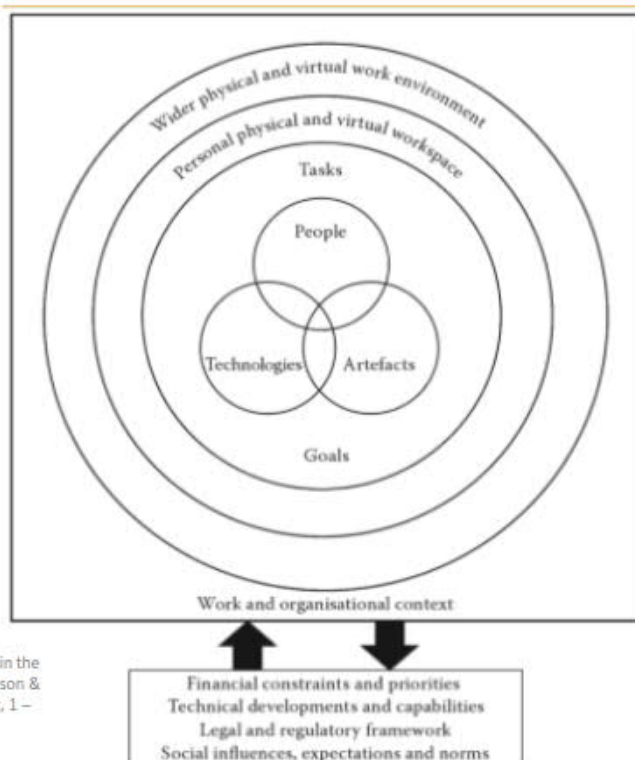 Wider physical and virtual work environment
Personal physical and virtual workspace
Tasks
People
Technologies
Artefacts
Goals
Work and organisational context
in the
son &
, 1 –
Financial constraints and priorities
Technical developments and capabilities
Legal and regulatory framework
Social influences, expectations and norms